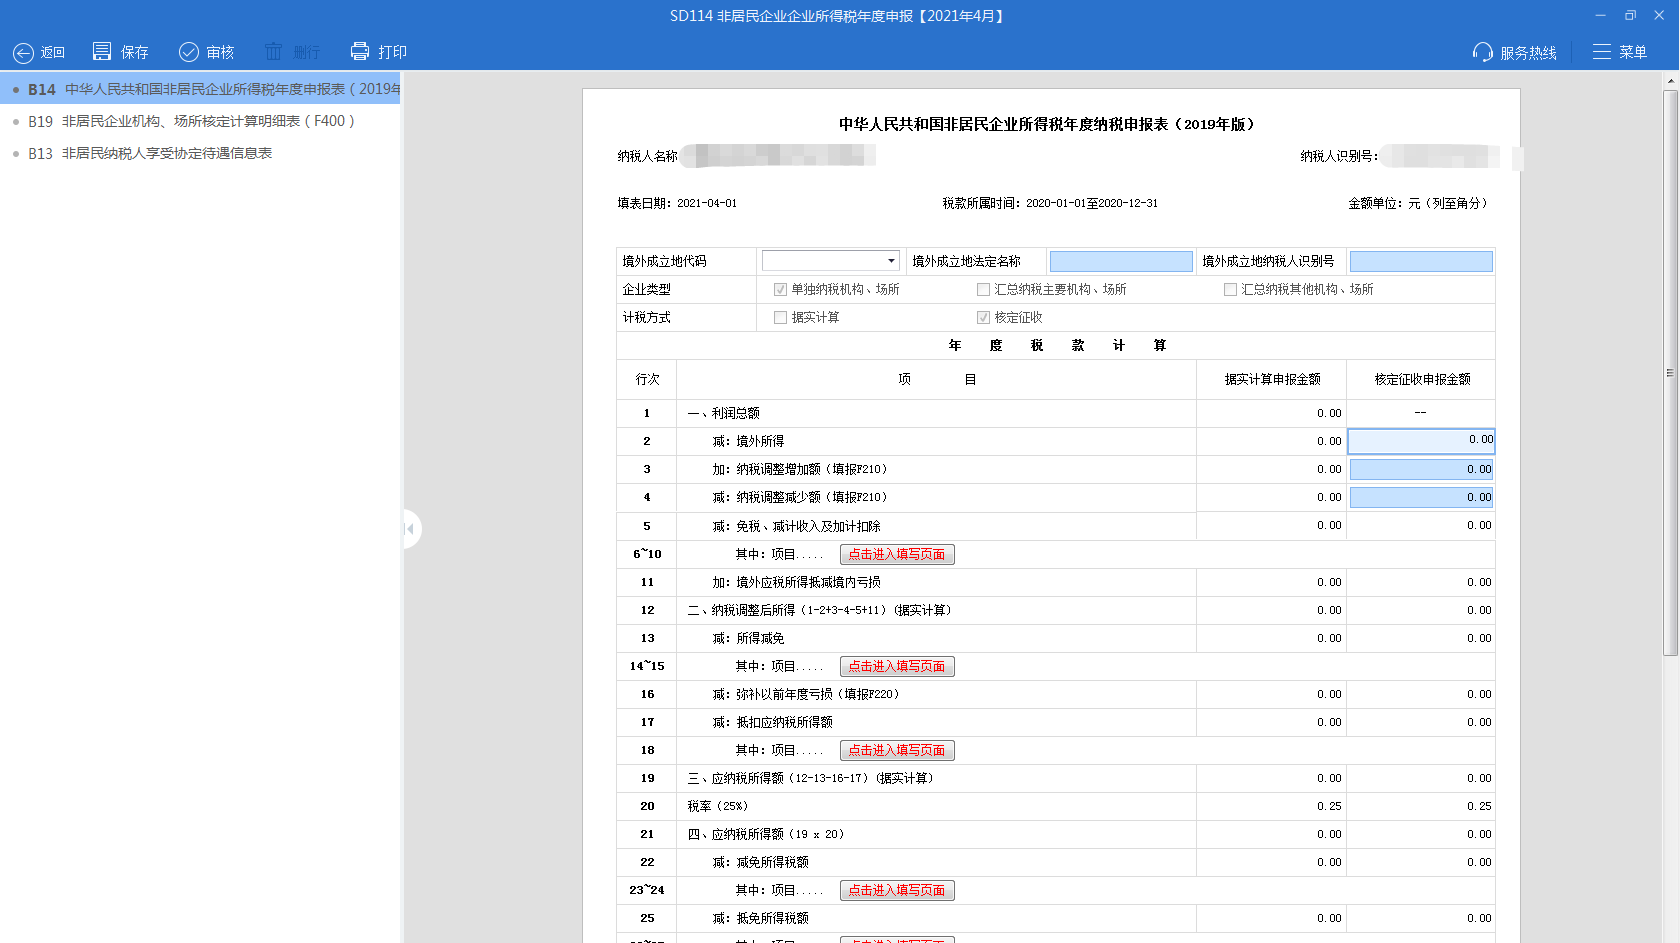 SD114 非居民企业企业所得税年度申报【2021年4月】
返回 保存 审核 删行 打印 服务热线 菜单
B14 中华人民共和国非居民企业所得税年度申报表（2019年
B19 非居民企业机构、场所核定计算明细表（F400）
B13 非居民纳税人享受协定待遇信息表
中华人民共和国非居民企业所得税年度纳税申报表（2019年版）
纳税人名称 纳税人识别号：
填表日期：2021-04-01 税款所属时间：2020-01-01至2020-12-31 金额单位：元（列至角分）
境外成立地代码 境外成立地法定名称 境外成立地纳税人识别号
企业类型 单独纳税机构、场所 汇总纳税主要机构、场所 汇总纳税其他机构、场所
计税方式 据实计算 核定征收
年 度 税 款 计 算
行次 项 目 据实计算申报金额 核定征收申报金额
1 一、利润总额 0.00 --
2 减：境外所得 0.00 0.00
3 加：纳税调整增加额（填报F210） 0.00 0.00
4 减：纳税调整减少额（填报F210） 0.00 0.00
5 减：免税、减计收入及加计扣除 0.00 0.00
6~10 其中：项目..... 点击进入填写页面
11 加：境外应税所得抵减境内亏损 0.00 0.00
12 二、纳税调整后所得（1-2+3-4-5+11）（据实计算） 0.00 0.00
13 减：所得减免 0.00 0.00
14~15 其中：项目..... 点击进入填写页面
16 减：弥补以前年度亏损（填报F220） 0.00 0.00
17 减：抵扣应纳税所得额 0.00 0.00
18 其中：项目..... 点击进入填写页面
19 三、应纳税所得额（12-13-16-17）（据实计算） 0.00 0.00
20 税率（25%） 0.25 0.25
21 四、应纳税所得额（19 x 20） 0.00 0.00
22 减：减免所得税额 0.00 0.00
23~24 其中：项目..... 点击进入填写页面
25 减：抵免所得税额 0.00 0.00